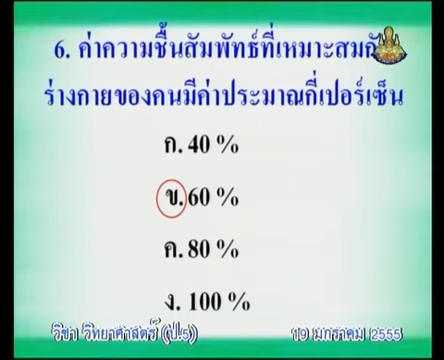 6. ค่าความชื้นสัมพัทธ์ที่เหมาะสมกับ
ร่างกายของคนมีค่าประมาณกี่เปอร์เซ็น
ค. 40 %
ข. 60 %
ค. 80 %
ง. 100 %
วิชา วิทยาศาสตร์ (ป.5)
19 มกราคม 2555